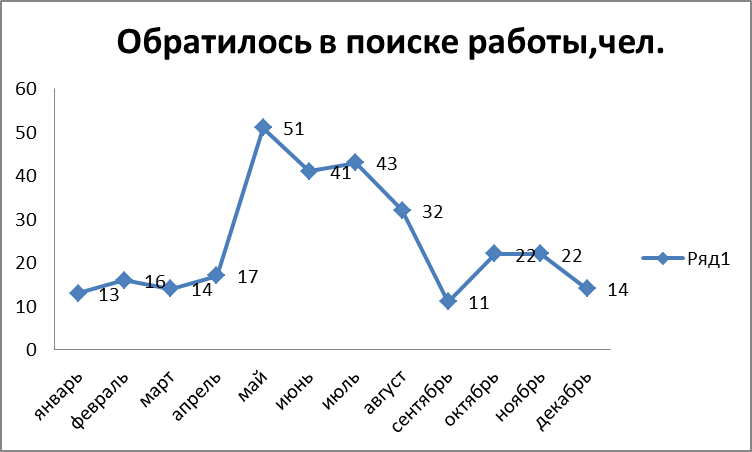 Обратилось в поиске работы,чел.
60
50
40
30
20
10
0
13
16
14
17
51
41
43
32
11
22
22
14
январь
февраль
март
апрель
май
июнь
июль
август
сентябрь
октябрь
ноябрь
декабрь
Ряд1